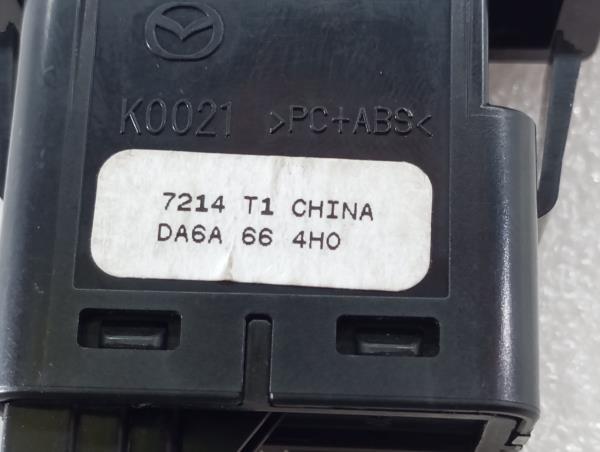 K0021 >PC+ABS<
7214 T1 CHINA
DA6A 66 4H0